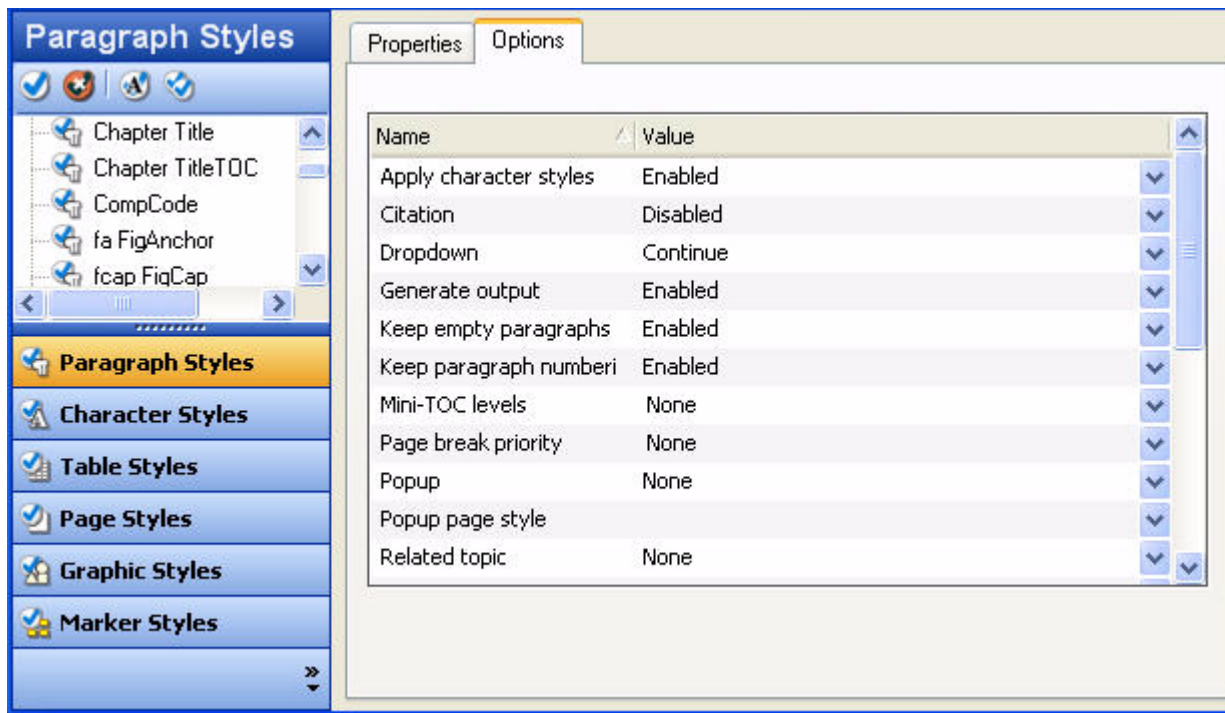 Paragraph Styles
Chapter Title
Chapter TitleTOC
CompCode
fa FigAnchor
fcap FigCap
Paragraph Styles
Character Styles
Table Styles
Page Styles
Graphic Styles
Marker Styles
Properties Options
Name Value
Apply character styles Enabled
Citation Disabled
Dropdown Continue
Generate output Enabled
Keep empty paragraphs Enabled
Keep paragraph numberi Enabled
Mini-TOC levels None
Page break priority None
Popup None
Popup page style
Related topic None